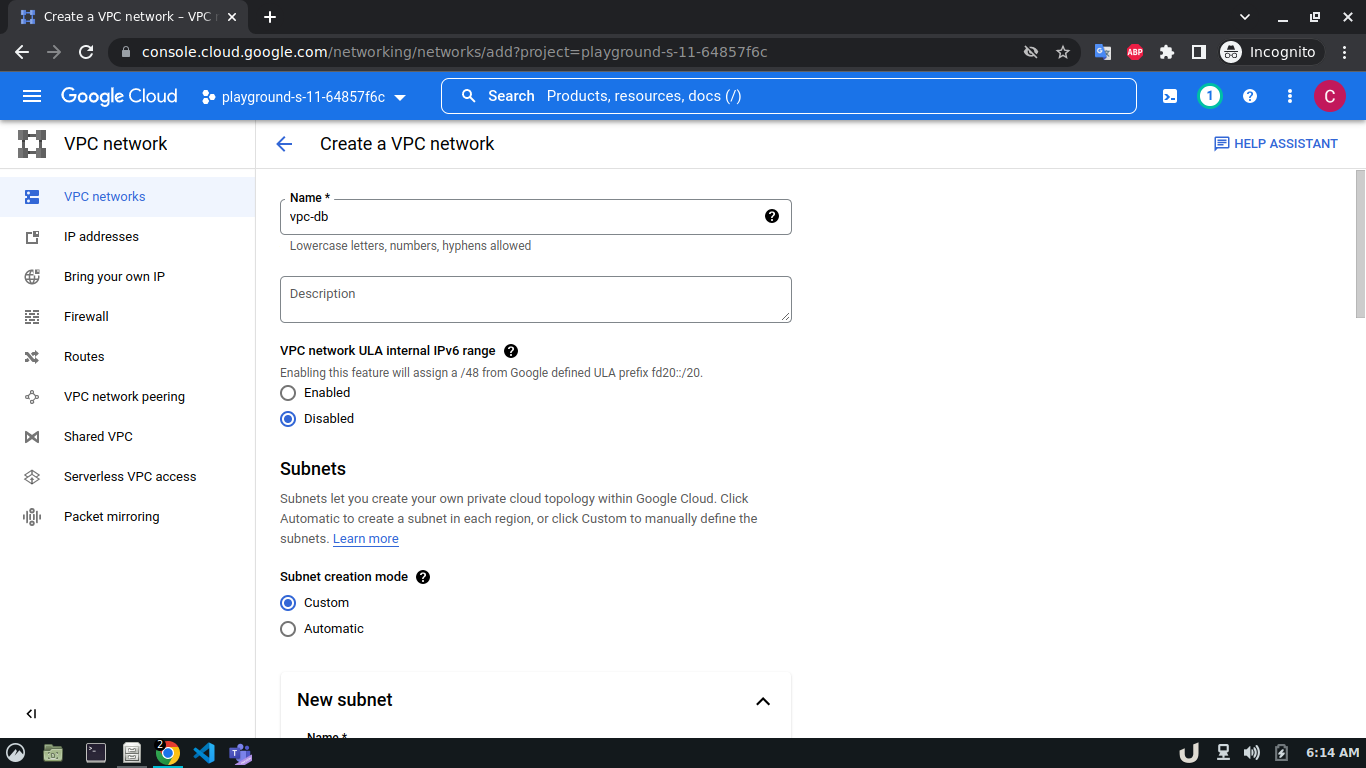 Create a VPC network – VPC n
console.cloud.google.com/networking/networks/add?project=playground-s-11-64857f6c
ABP
Incognito
Google Cloud
playground-s-11-64857f6c
Search Products, resources, docs (/)
1
C
VPC network
Create a VPC network
HELP ASSISTANT
VPC networks
IP addresses
Bring your own IP
Firewall
Routes
VPC network peering
Shared VPC
Serverless VPC access
Packet mirroring
Name *
vpc-db
Lowercase letters, numbers, hyphens allowed
Description
VPC network ULA internal IPv6 range
Enabling this feature will assign a /48 from Google defined ULA prefix fd20::/20.
Enabled
Disabled
Subnets
Subnets let you create your own private cloud topology within Google Cloud. Click
Automatic to create a subnet in each region, or click Custom to manually define the
subnets. Learn more
Subnet creation mode
Custom
Automatic
New subnet
Name *
2
6:14 AM